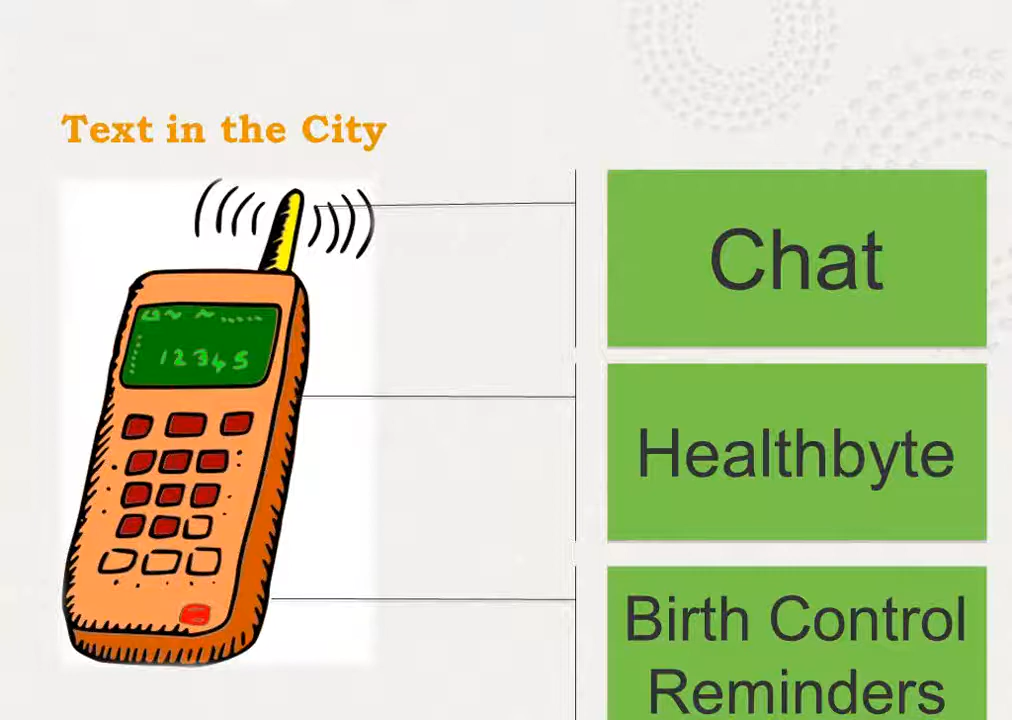 Text in the City
Chat
12345
Healthbyte
Birth Control
Reminders